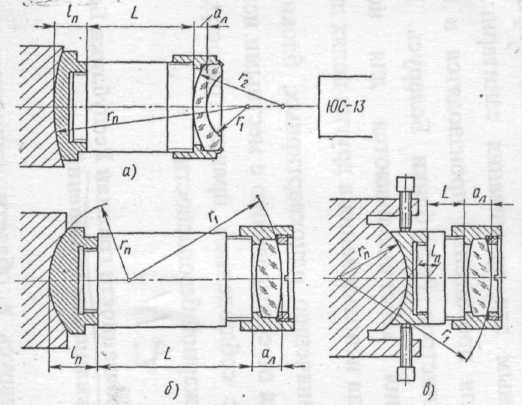 lп L aл
r2
rп r1
ЮС-13
а)
rп r1
lп L aл
б)
L aл
rп lп
r1
в)